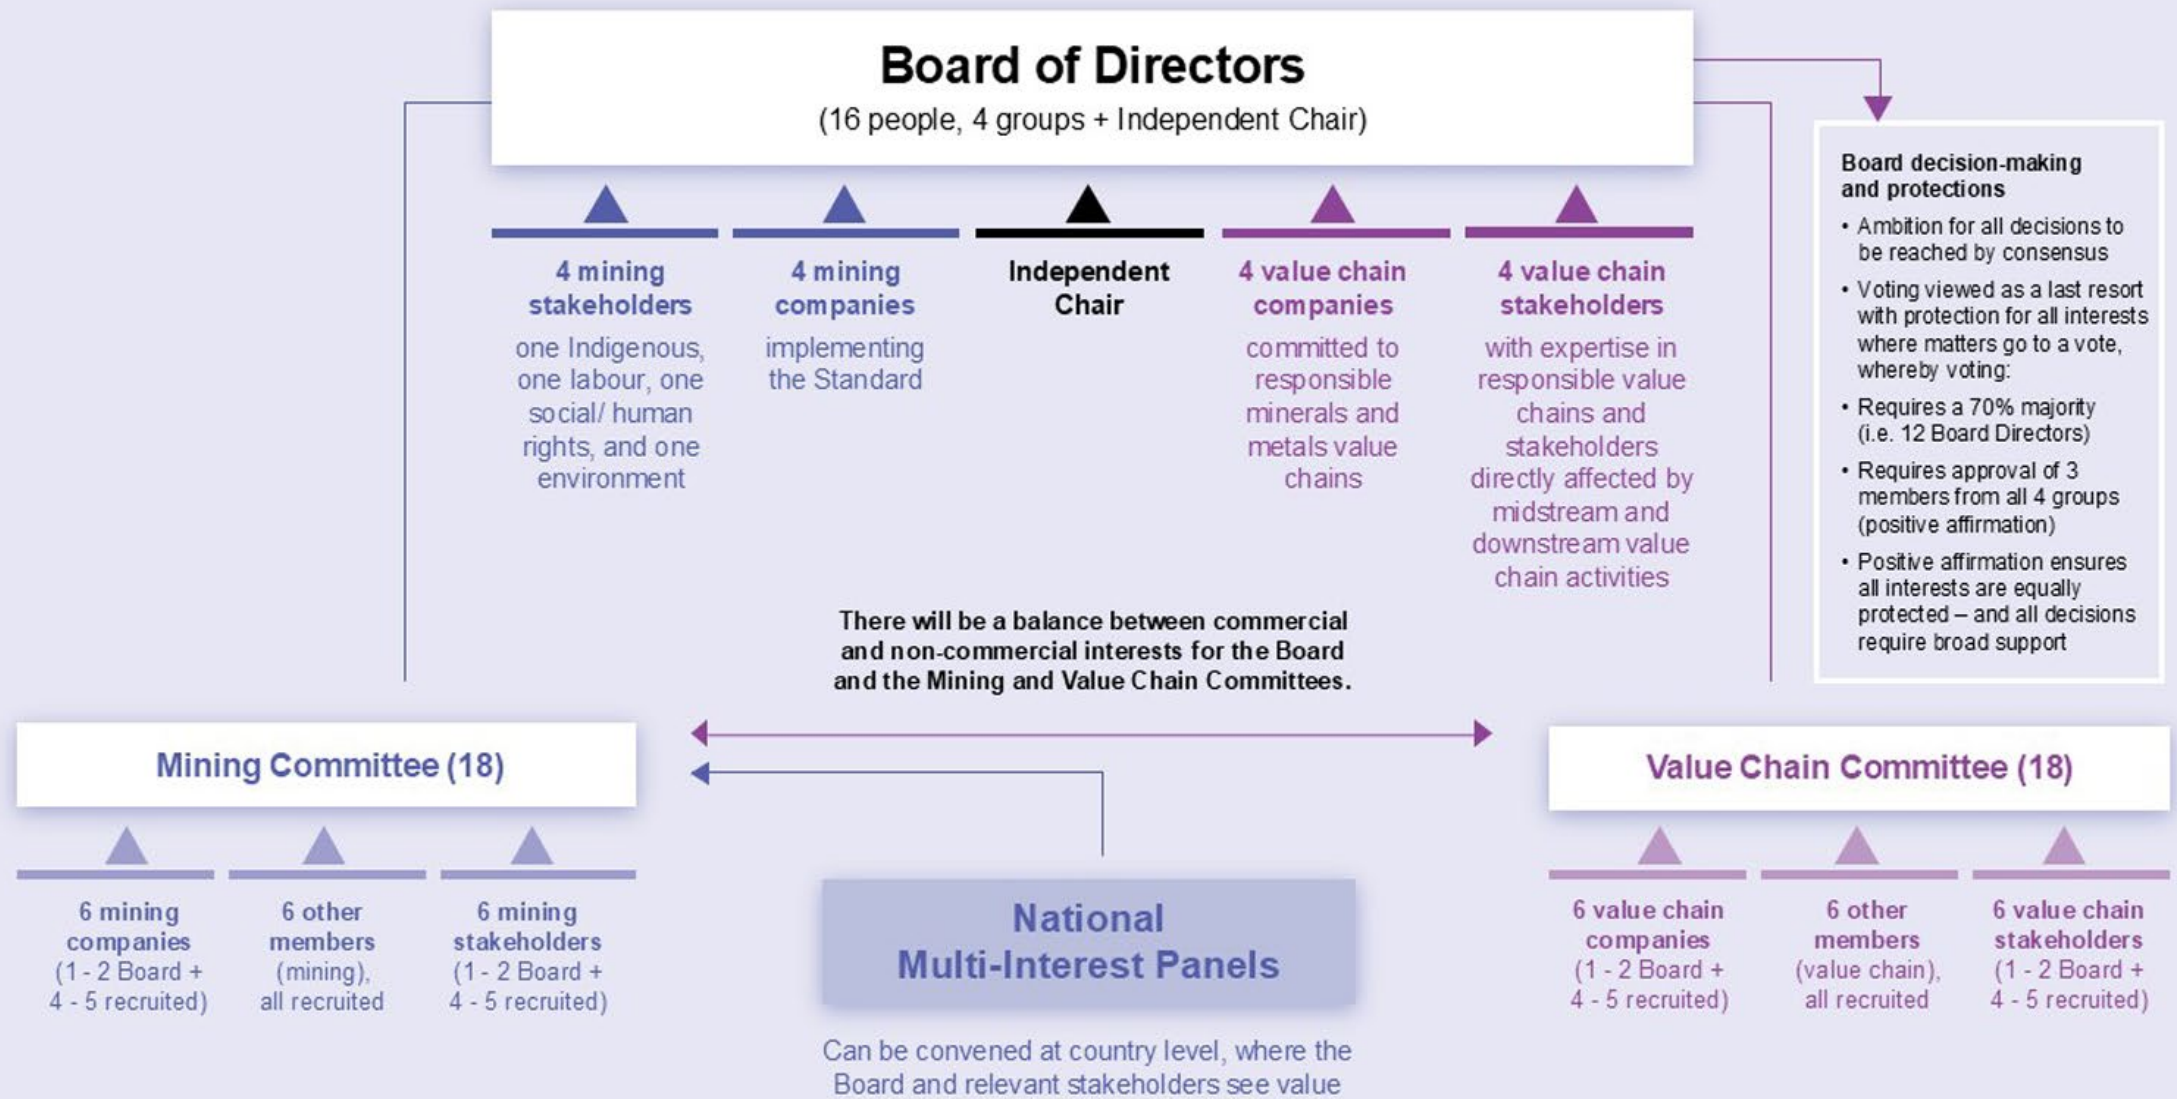 Board of Directors
(16 people, 4 groups + Independent Chair)
4 mining
stakeholders
one Indigenous,
one labour, one
social/ human
rights, and one
environment
4 mining
companies
implementing
the Standard
Independent
Chair
4 value chain
companies
committed to
responsible
minerals and
metals value
chains
4 value chain
stakeholders
with expertise in
responsible value
chains and
stakeholders
directly affected by
midstream and
downstream value
chain activities
Board decision-making
and protections
• Ambition for all decisions to
be reached by consensus
• Voting viewed as a last resort
with protection for all interests
where matters go to a vote,
whereby voting:
• Requires a 70% majority
(i.e. 12 Board Directors)
• Requires approval of 3
members from all 4 groups
(positive affirmation)
• Positive affirmation ensures
all interests are equally
protected – and all decisions
require broad support
There will be a balance between commercial
and non-commercial interests for the Board
and the Mining and Value Chain Committees.
Mining Committee (18)
6 mining
companies
(1 - 2 Board +
4 - 5 recruited)
6 other
members
(mining),
all recruited
6 mining
stakeholders
(1 - 2 Board +
4 - 5 recruited)
National
Multi-Interest Panels
Can be convened at country level, where the
Board and relevant stakeholders see value
Value Chain Committee (18)
6 value chain
companies
(1 - 2 Board +
4 - 5 recruited)
6 other
members
(value chain),
all recruited
6 value chain
stakeholders
(1 - 2 Board +
4 - 5 recruited)